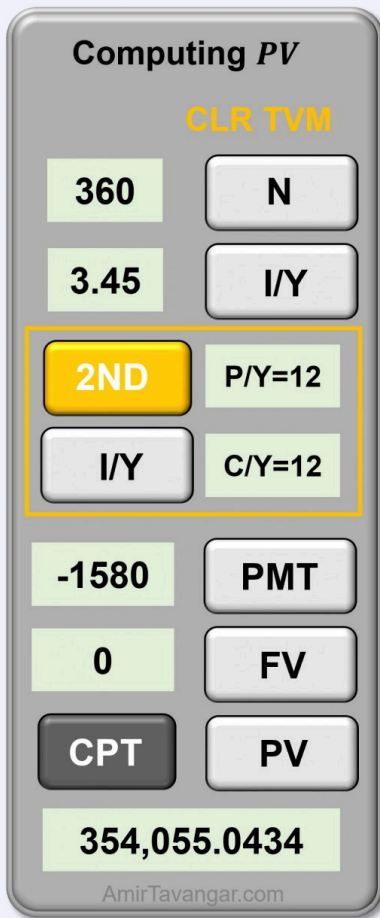 Computing PV
CLR TVM
360 N
3.45 I/Y
2ND P/Y=12
I/Y C/Y=12
-1580 PMT
0 FV
CPT PV
354,055.0434
AmirTavangar.com